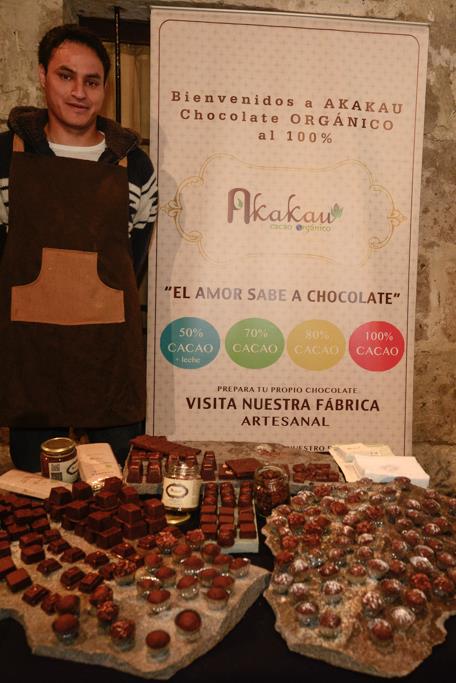 Bienvenidos a AKAKAU
Chocolate ORGÁNICO
al 100%
Akakau
cacao orgánico
"EL AMOR SABE A CHOCOLATE"
50%
CACAO
+ leche
70%
CACAO
80%
CACAO
100%
CACAO
PREPARA TU PROPIO CHOCOLATE
VISITA NUESTRA FÁBRICA
ARTESANAL